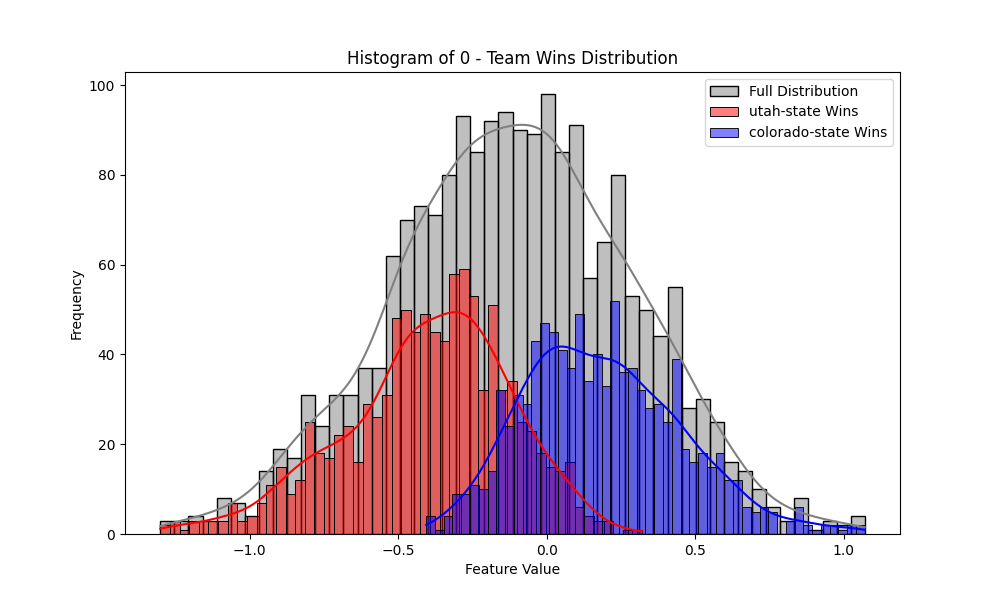 Histogram of 0 - Team Wins Distribution
Full Distribution
utah-state Wins
colorado-state Wins
Frequency
100
80
60
40
20
0
−1.0 −0.5 0.0 0.5 1.0
Feature Value